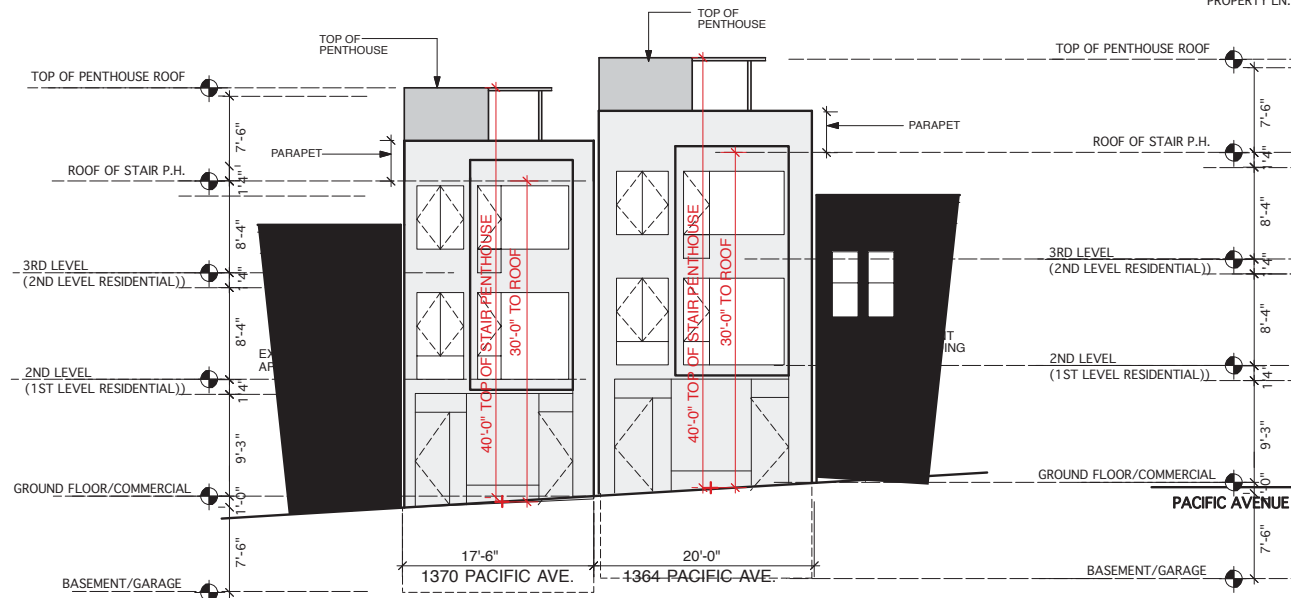 PROPERTY LN.
TOP OF
PENTHOUSE
TOP OF
PENTHOUSE
TOP OF PENTHOUSE ROOF
TOP OF PENTHOUSE ROOF
7'-6"
7'-6"
PARAPET
PARAPET
ROOF OF STAIR P.H.
ROOF OF STAIR P.H.
1'4"
1'4"
8'-4"
8'-4"
40'-0" TOP OF STAIR PENTHOUSE
30'-0" TO ROOF
40'-0" TOP OF STAIR PENTHOUSE
30'-0" TO ROOF
3RD LEVEL
(2ND LEVEL RESIDENTIAL))
3RD LEVEL
(2ND LEVEL RESIDENTIAL))
1'4"
1'4"
8'-4"
8'-4"
2ND LEVEL
(1ST LEVEL RESIDENTIAL))
2ND LEVEL
(1ST LEVEL RESIDENTIAL))
1'4"
1'4"
9'-3"
9'-3"
GROUND FLOOR/COMMERCIAL
GROUND FLOOR/COMMERCIAL
1'-0"
PACIFIC AVENUE
7'-6"
7'-6"
17'-6"
20'-0"
1370 PACIFIC AVE.
1364 PACIFIC AVE.
BASEMENT/GARAGE
BASEMENT/GARAGE